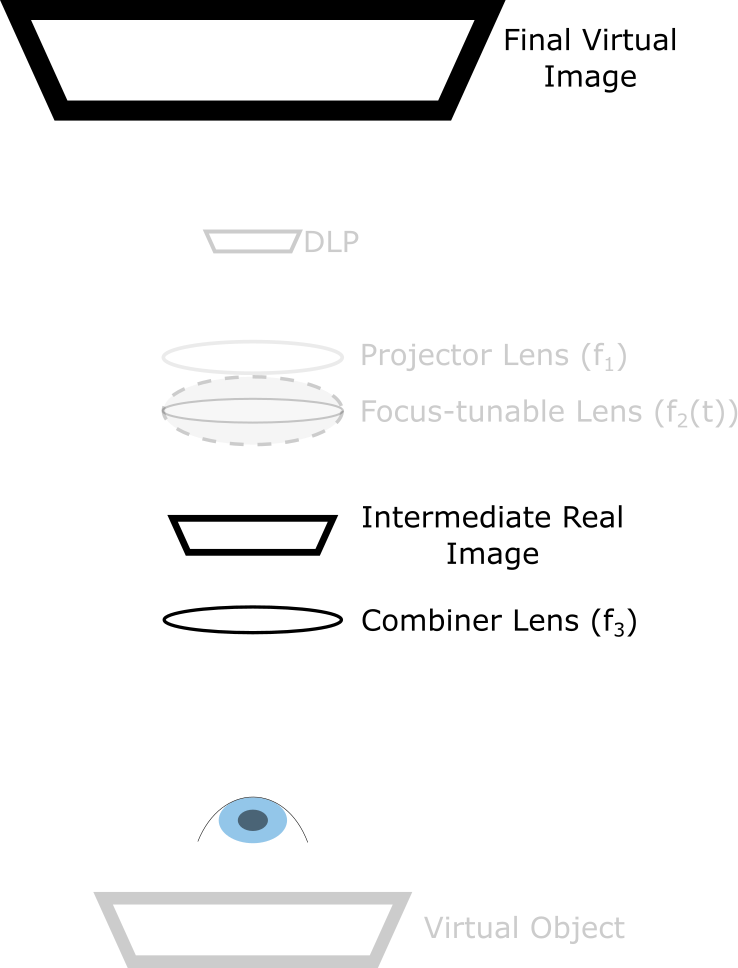 Final Virtual
Image
DLP
Projector Lens (f₁)
Focus-tunable Lens (f₂(t))
Intermediate Real
Image
Combiner Lens (f₃)
Virtual Object